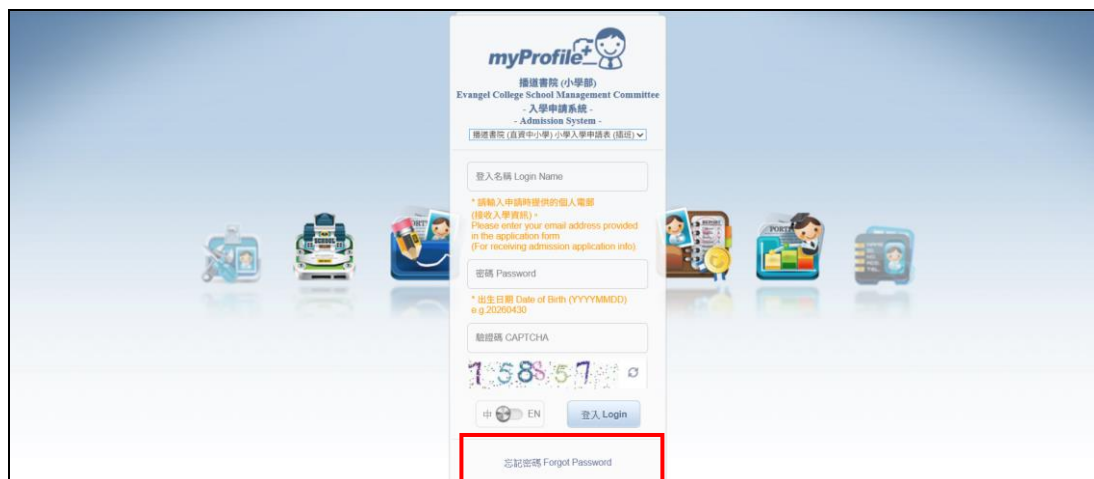 myProfile+
播道書院 (小學部)
Evangel College School Management Committee
- 入學申請系統 -
- Admission System -
播道書院 (直資中小學) 小學入學申請表 (插班)
登入名稱 Login Name
* 請輸入申請時提供的個人電郵
(接收入學資訊)。
Please enter your email address provided
in the application form
(For receiving admission application info).
密碼 Password
* 出生日期 Date of Birth (YYYYMMDD)
e.g.20260430
驗證碼 CAPTCHA
中 EN
登入 Login
忘記密碼 Forgot Password
SCHOOL
REPORT